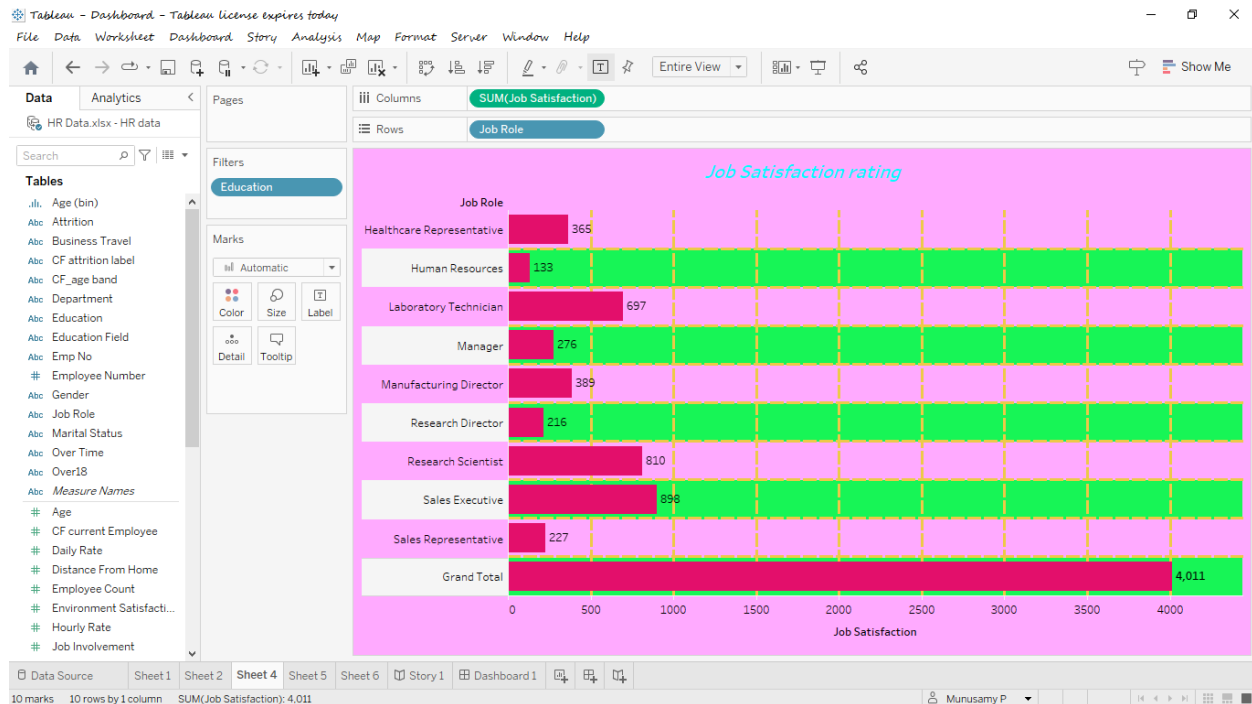 Tableau - Dashboard - Tableau license expires today
File Data Worksheet Dashboard Story Analysis Map Format Server Window Help
Entire View
Show Me
Data Analytics
Pages
Columns SUM(Job Satisfaction)
HR Data.xlsx - HR data
Rows Job Role
Search
Filters
Education
Tables
Age (bin)
Attrition
Business Travel
CF attrition label
CF_age band
Department
Education
Education Field
Emp No
Employee Number
Gender
Job Role
Marital Status
Over Time
Over18
Measure Names
Age
CF current Employee
Daily Rate
Distance From Home
Employee Count
Environment Satisfacti...
Hourly Rate
Job Involvement
Marks
Automatic
Color Size Label
Detail Tooltip
Job Satisfaction rating
Job Role
Healthcare Representative 365
Human Resources 133
Laboratory Technician 697
Manager 276
Manufacturing Director 389
Research Director 216
Research Scientist 810
Sales Executive 898
Sales Representative 227
Grand Total 4,011
0 500 1000 1500 2000 2500 3000 3500 4000
Job Satisfaction
Data Source Sheet 1 Sheet 2 Sheet 4 Sheet 5 Sheet 6 Story 1 Dashboard 1
10 marks 10 rows by 1 column SUM(Job Satisfaction): 4,011
Munusamy P